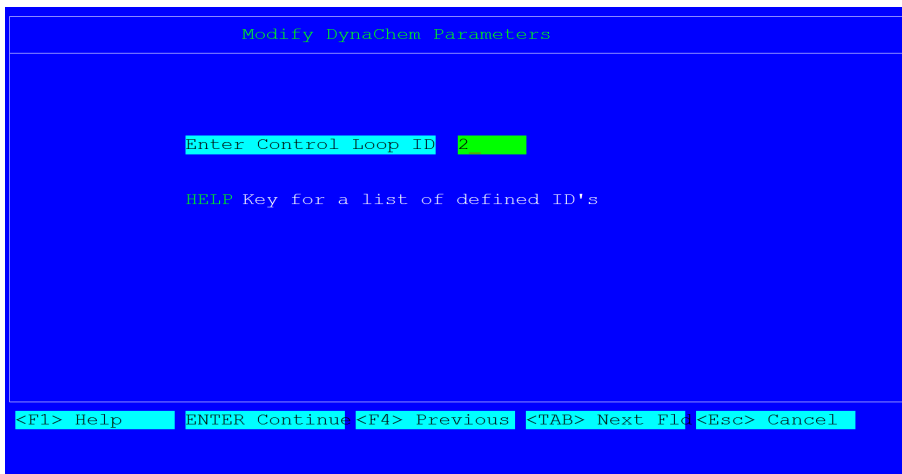 Modify DynaChem Parameters
Enter Control Loop ID 2_
HELP Key for a list of defined ID's
<F1> Help ENTER Continue <F4> Previous <TAB> Next Fld <Esc> Cancel